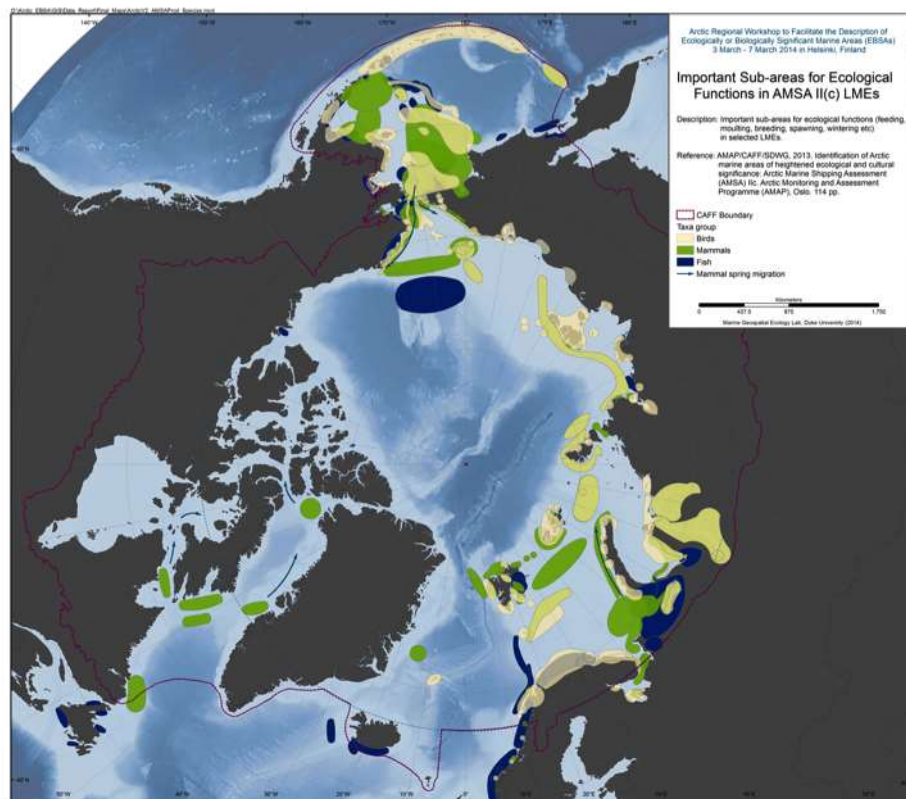 Arctic Regional Workshop to Facilitate the Description of
Ecologically or Biologically Significant Marine Areas (EBSAs)
3 March - 7 March 2014 in Helsinki, Finland
Important Sub-areas for Ecological
Functions in AMSA II(c) LMEs
Description: Important sub-areas for ecological functions (feeding,
moulting, breeding, spawning, wintering etc)
in selected LMEs.
Reference: AMAP/CAFF/SDWG, 2013. Identification of Arctic
marine areas of heightened ecological and cultural
significance: Arctic Marine Shipping Assessment
(AMSA) IIc. Arctic Monitoring and Assessment
Programme (AMAP), Oslo. 114 pp.
CAFF Boundary
Taxa group
Birds
Mammals
Fish
Mammal spring migration
Kilometers
0 437.5 875 1,750
Marine Geospatial Ecology Lab, Duke University (2014)